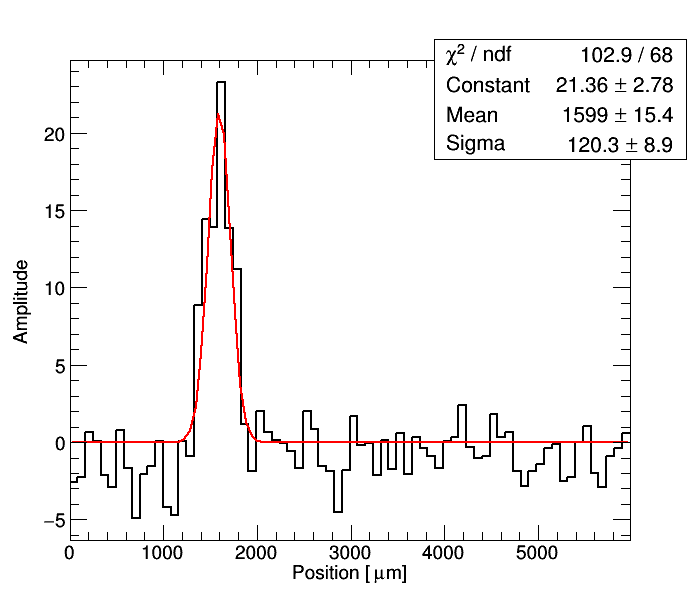 χ² / ndf 102.9 / 68
Constant 21.36 ± 2.78
Mean 1599 ± 15.4
Sigma 120.3 ± 8.9
20
15
10
5
0
−5
Amplitude
0 1000 2000 3000 4000 5000
Position [ μm]